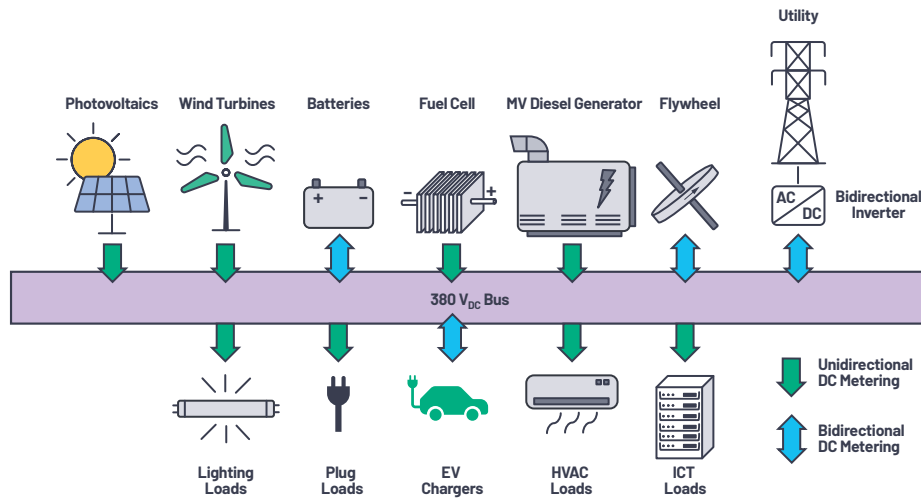 Utility
Photovoltaics
Wind Turbines
Batteries
Fuel Cell
MV Diesel Generator
Flywheel
+
−
−
+
AC
DC
Bidirectional
Inverter
380 VDC Bus
Unidirectional
DC Metering
Bidirectional
DC Metering
Lighting
Loads
Plug
Loads
EV
Chargers
HVAC
Loads
ICT
Loads